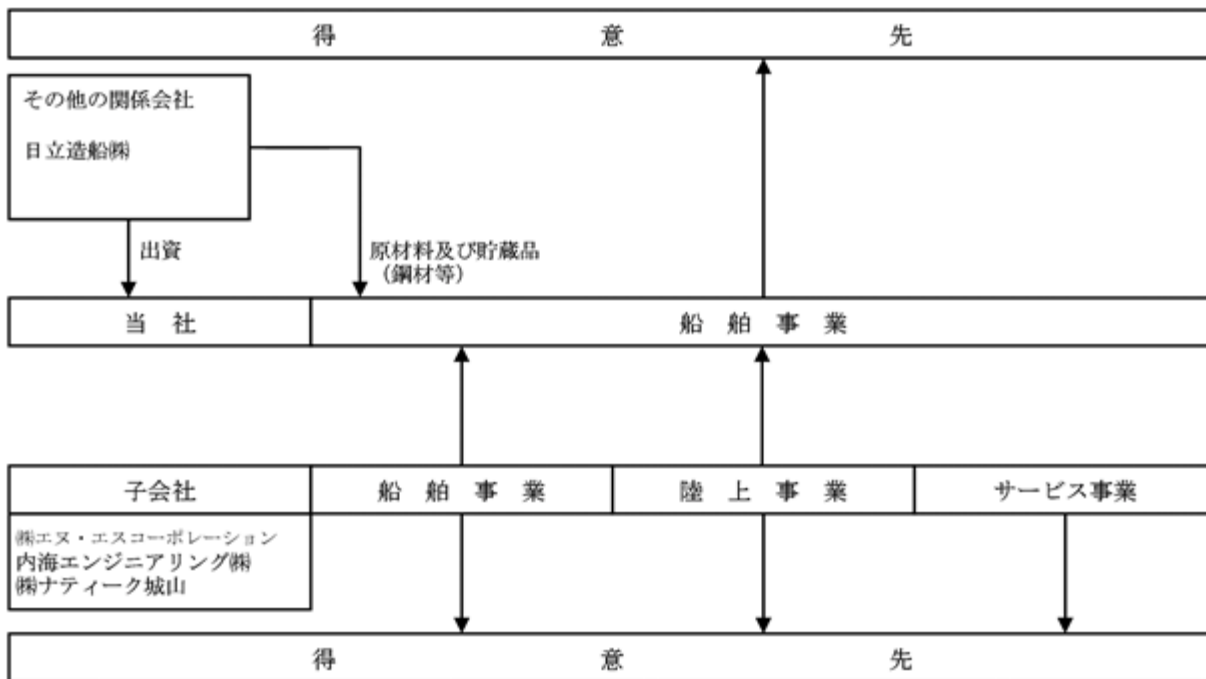 得意先
その他の関係会社
日立造船㈱
出資
原材料及び貯蔵品
（鋼材等）
当社
船舶事業
子会社
船舶事業
陸上事業
サービス事業
㈱エヌ・エスコーポレーション
内海エンジニアリング㈱
㈱ナティーク城山
得意先